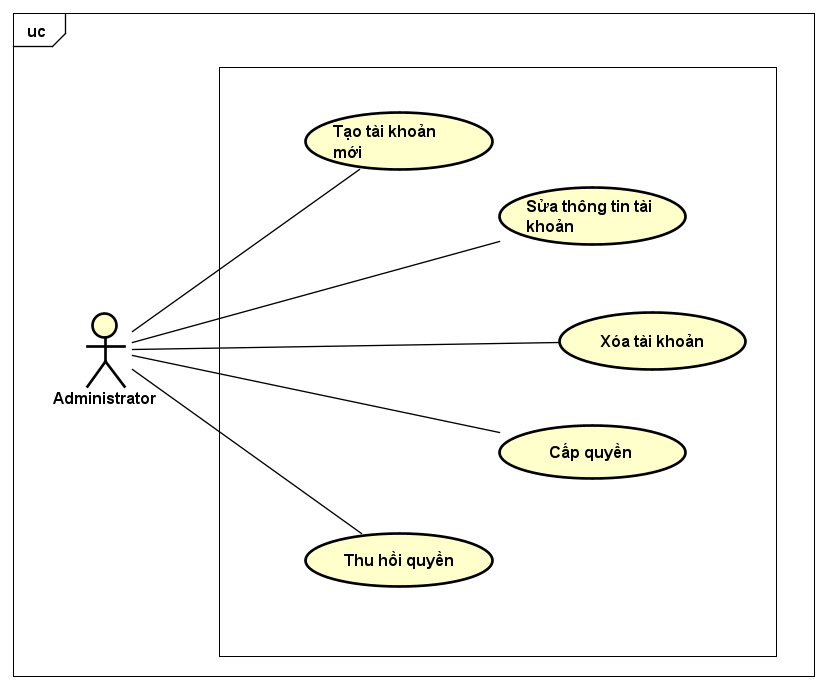 uc
Tạo tài khoản
mới
Sửa thông tin tài
khoản
Xóa tài khoản
Administrator
Cấp quyền
Thu hồi quyền